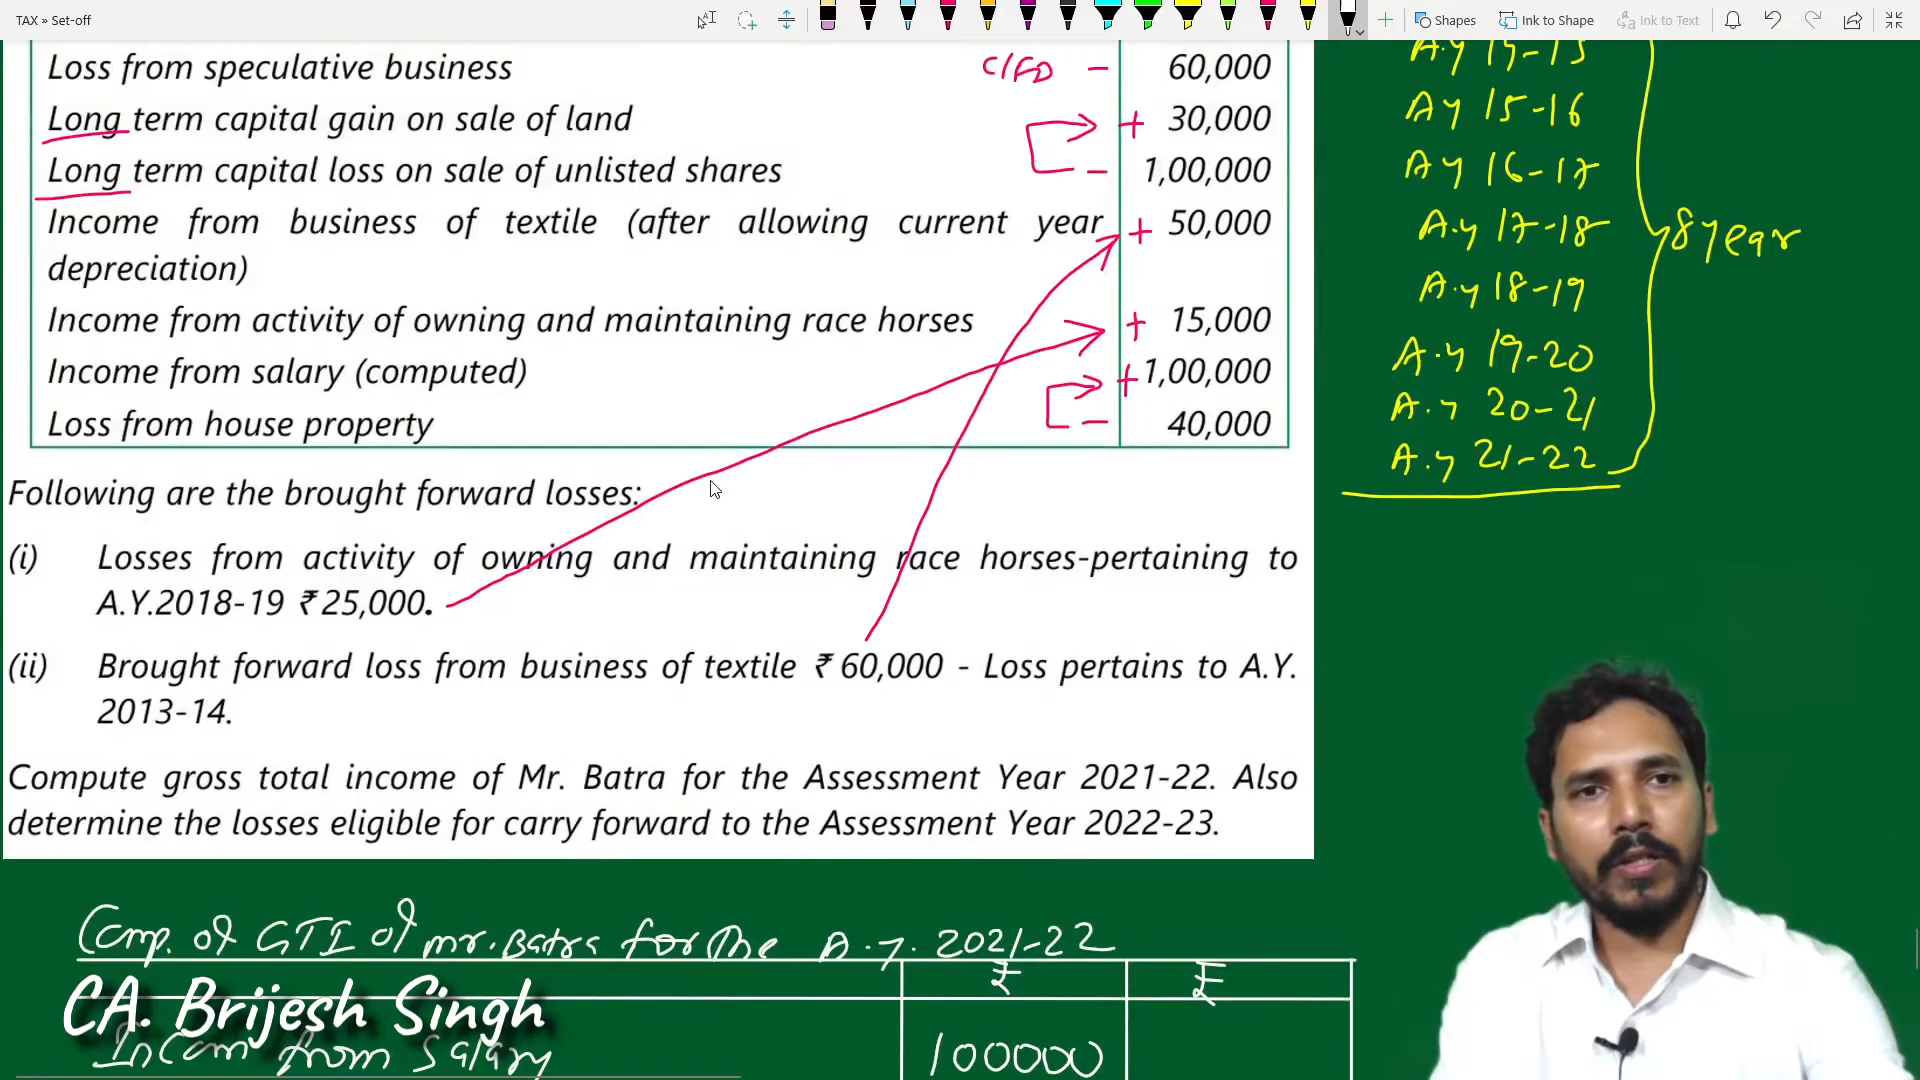 TAX » Set-off
Shapes
Ink to Shape
Ink to Text
Loss from speculative business C/FD - 60,000
Long term capital gain on sale of land + 30,000
Long term capital loss on sale of unlisted shares - 1,00,000
Income from business of textile (after allowing current year + 50,000
depreciation)
Income from activity of owning and maintaining race horses + 15,000
Income from salary (computed) + 1,00,000
Loss from house property - 40,000
Following are the brought forward losses:
(i) Losses from activity of owning and maintaining race horses-pertaining to
A.Y.2018-19 ₹ 25,000.
(ii) Brought forward loss from business of textile ₹ 60,000 - Loss pertains to A.Y.
2013-14.
Compute gross total income of Mr. Batra for the Assessment Year 2021-22. Also
determine the losses eligible for carry forward to the Assessment Year 2022-23.
A.y 14-15
A y 15-16
A y 16-17
A.y 17-18
8 year
A.y 18-19
A.y 19-20
A.y 20-21
A.y 21-22
Comp. of GTI of mr. Batra for the A.y. 2021-22
₹ ₹
CA. Brijesh Singh
Incom from Salary 100000